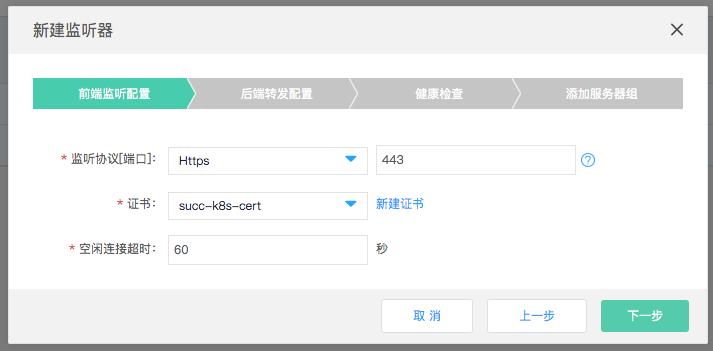 新建监听器
前端监听配置 后端转发配置 健康检查 添加服务器组
* 监听协议[端口]: Https 443
* 证书: succ-k8s-cert 新建证书
* 空闲连接超时: 60 秒
取 消 上一步 下一步